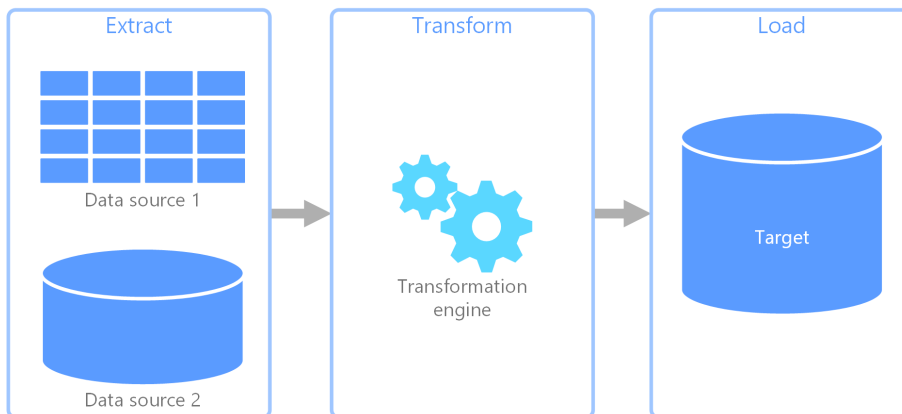 Extract
Data source 1
Data source 2
Transform
Transformation
engine
Load
Target